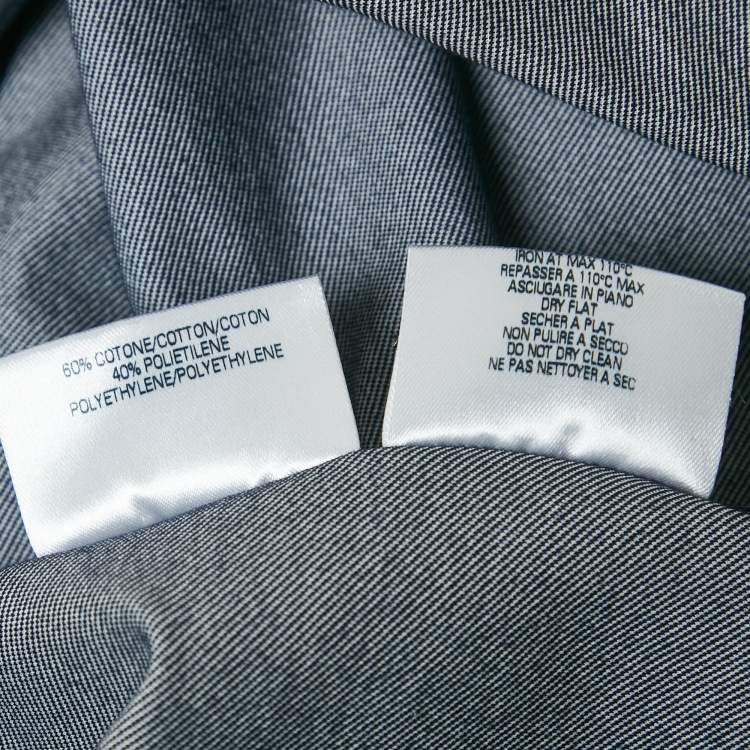 60% COTONE/COTTON/COTON
40% POLIETILENE
POLYETHYLENE/POLYETHYLENE
IRON AT MAX 110°C
REPASSER A 110°C MAX
ASCIUGARE IN PIANO
DRY FLAT
SECHER A PLAT
NON PULIRE A SECCO
DO NOT DRY CLEAN
NE PAS NETTOYER A SEC